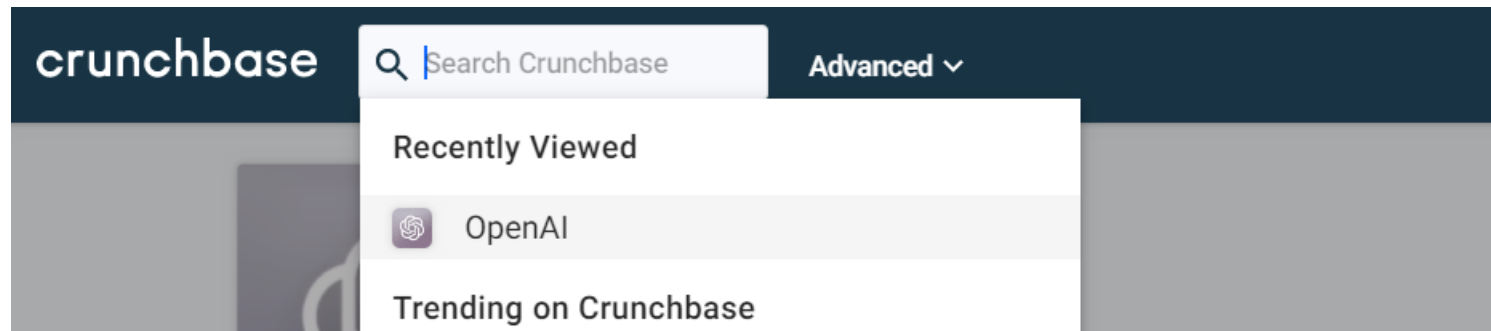 crunchbase
Search Crunchbase
Advanced
Recently Viewed
OpenAI
Trending on Crunchbase